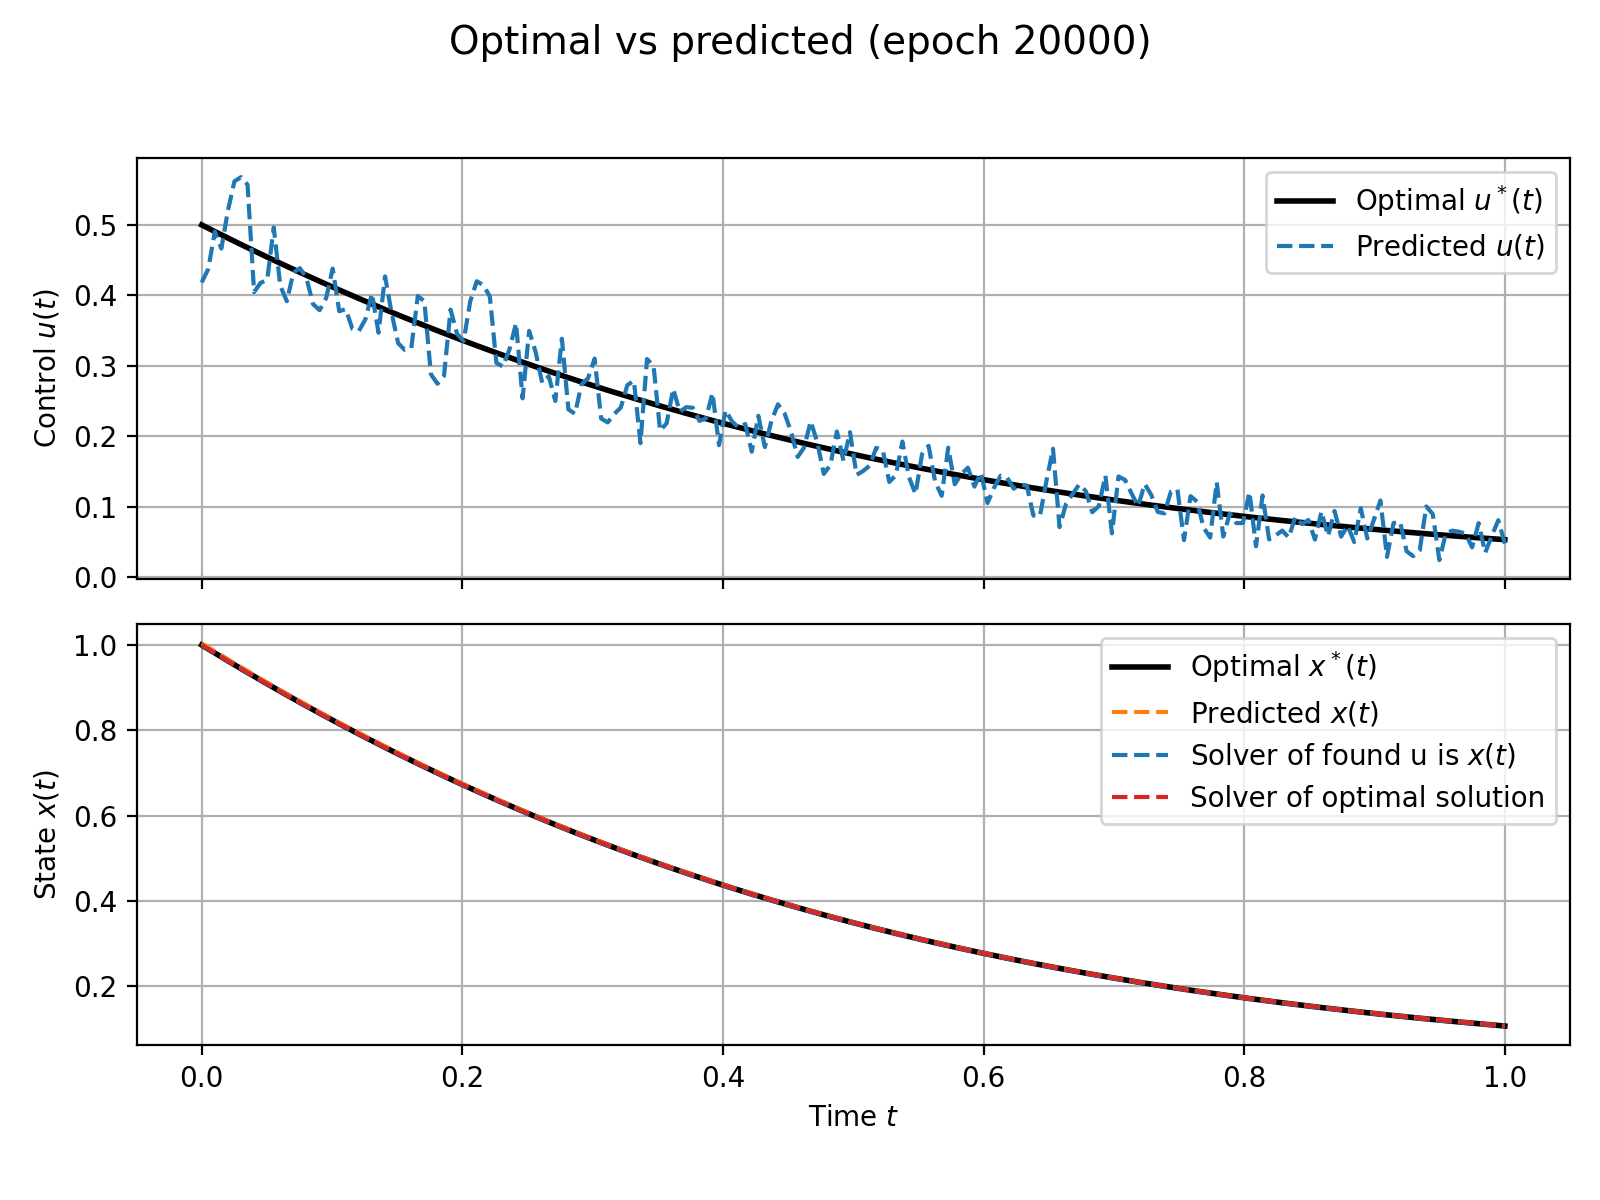 Optimal vs predicted (epoch 20000)
Control u(t)
0.5
0.4
0.3
0.2
0.1
0.0
Optimal u*(t)
Predicted u(t)
State x(t)
1.0
0.8
0.6
0.4
0.2
Optimal x*(t)
Predicted x(t)
Solver of found u is x(t)
Solver of optimal solution
0.0 0.2 0.4 0.6 0.8 1.0
Time t